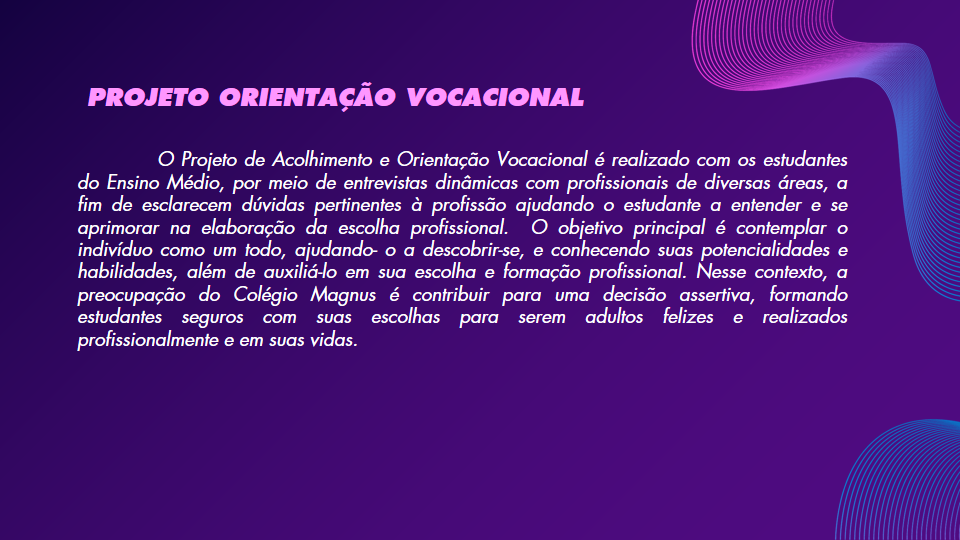 PROJETO ORIENTAÇÃO VOCACIONAL
O Projeto de Acolhimento e Orientação Vocacional é realizado com os estudantes
do Ensino Médio, por meio de entrevistas dinâmicas com profissionais de diversas áreas, a
fim de esclarecem dúvidas pertinentes à profissão ajudando o estudante a entender e se
aprimorar na elaboração da escolha profissional. O objetivo principal é contemplar o
indivíduo como um todo, ajudando- o a descobrir-se, e conhecendo suas potencialidades e
habilidades, além de auxiliá-lo em sua escolha e formação profissional. Nesse contexto, a
preocupação do Colégio Magnus é contribuir para uma decisão assertiva, formando
estudantes seguros com suas escolhas para serem adultos felizes e realizados
profissionalmente e em suas vidas.